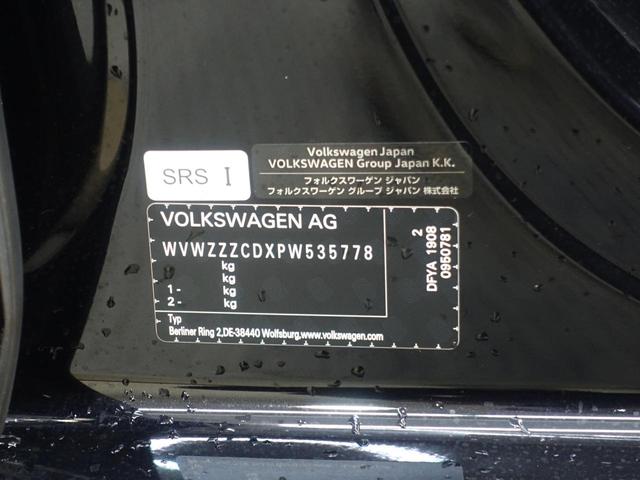 Volkswagen Japan
VOLKSWAGEN Group Japan K.K.
フォルクスワーゲン ジャパン
フォルクスワーゲン グループ ジャパン 株式会社
SRS I
VOLKSWAGEN AG
WVWZZZCDXPW535778
kg
kg
1 - kg
2 - kg
Typ
Berliner Ring 2,DE-38440 Wolfsburg,www.volkswagen.com
2
DFYA 1908
0950781